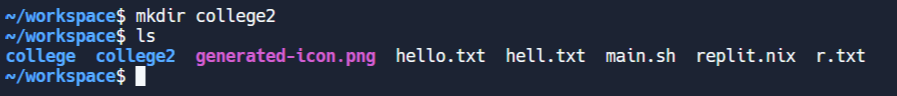 ~/workspace$ mkdir college2
~/workspace$ ls
college  college2  generated-icon.png  hello.txt  hell.txt  main.sh  replit.nix  r.txt
~/workspace$